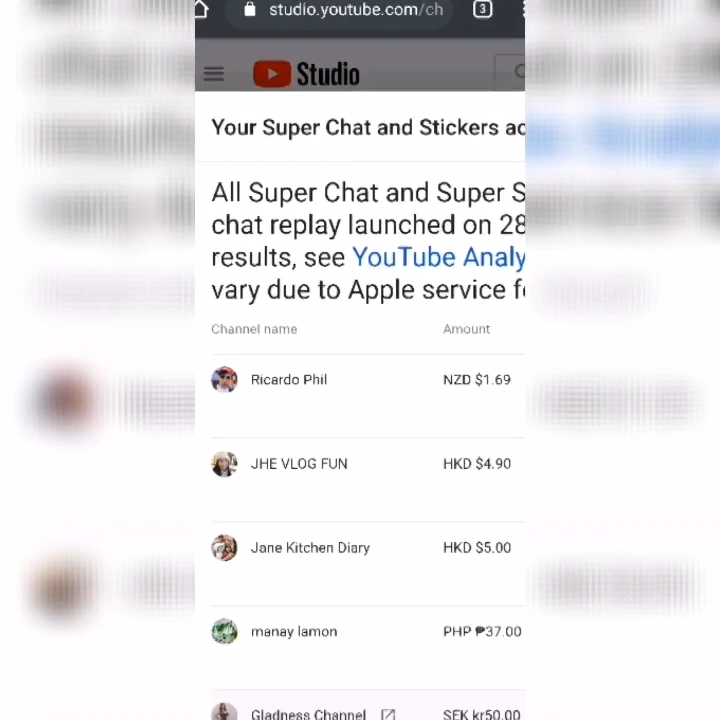 studio.youtube.com/ch
3
Studio
Your Super Chat and Stickers ac
All Super Chat and Super S
chat replay launched on 28
results, see YouTube Analy
vary due to Apple service f
Channel name Amount
Ricardo Phil NZD $1.69
JHE VLOG FUN HKD $4.90
Jane Kitchen Diary HKD $5.00
manay lamon PHP ₱37.00
Gladness Channel SEK kr50.00